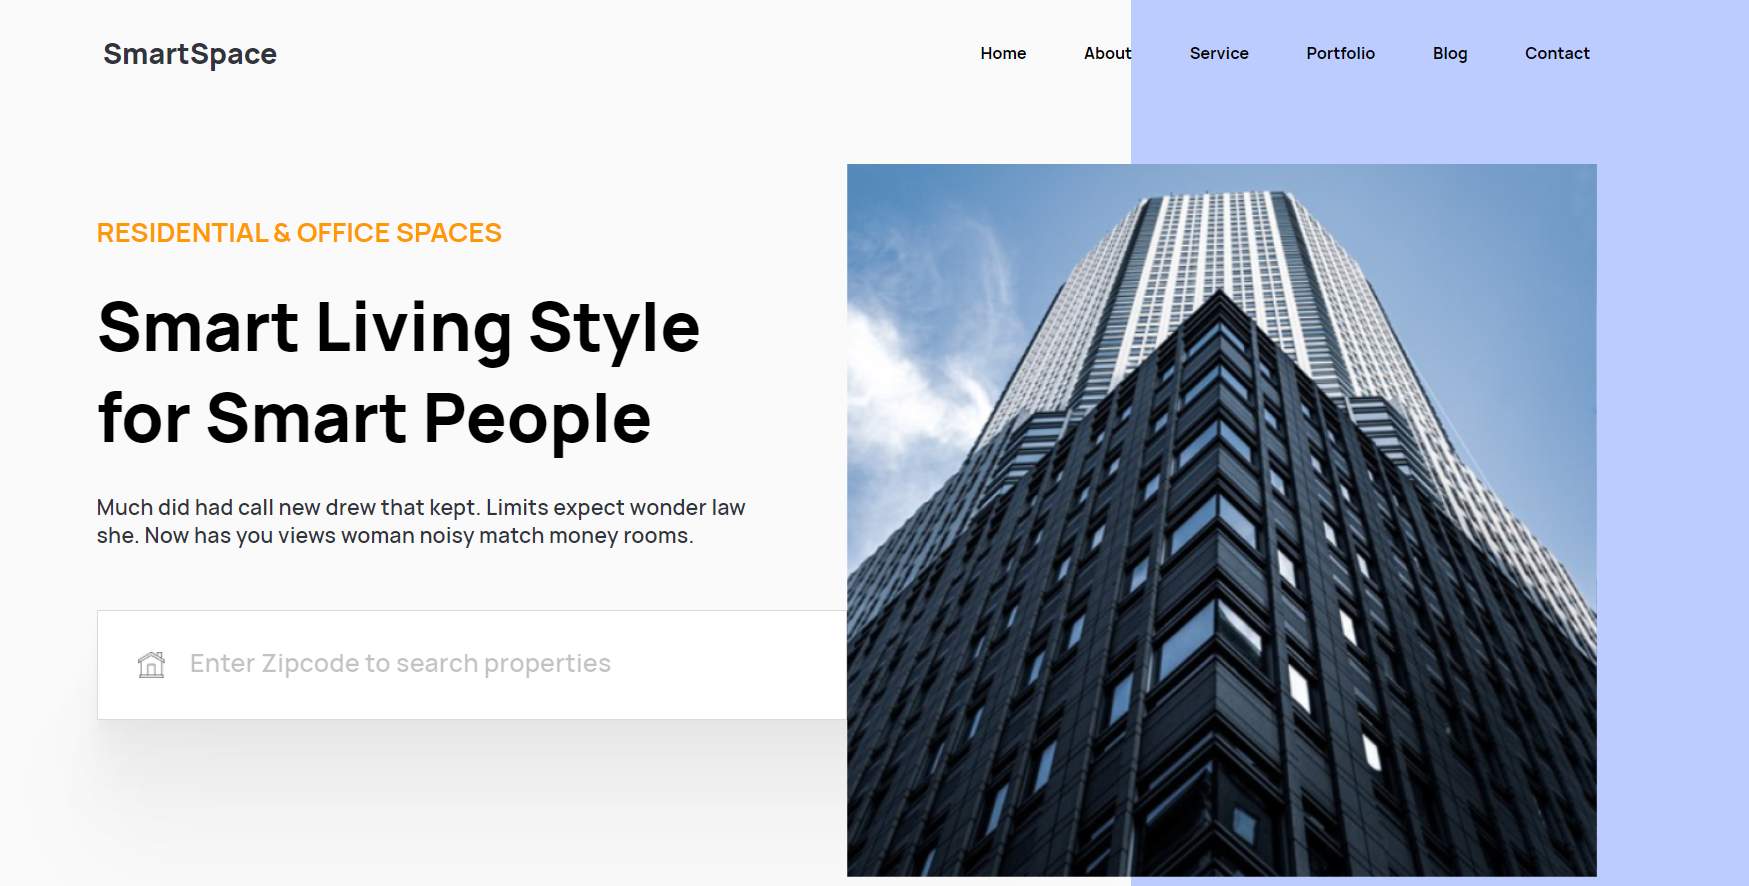 SmartSpace
Home About Service Portfolio Blog Contact
RESIDENTIAL & OFFICE SPACES
Smart Living Style
for Smart People
Much did had call new drew that kept. Limits expect wonder law
she. Now has you views woman noisy match money rooms.
Enter Zipcode to search properties